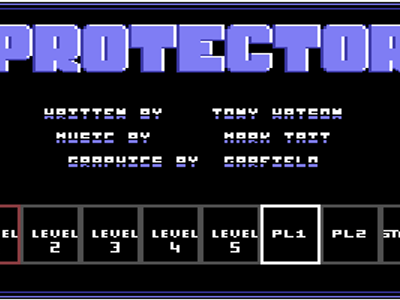 PROTECTOR
WRITTEN BY TONY WATSON
MUSIC BY MARK TAIT
GRAPHICS BY GARFIELD
LEVEL LEVEL LEVEL LEVEL PL1 PL2
2 3 4 5